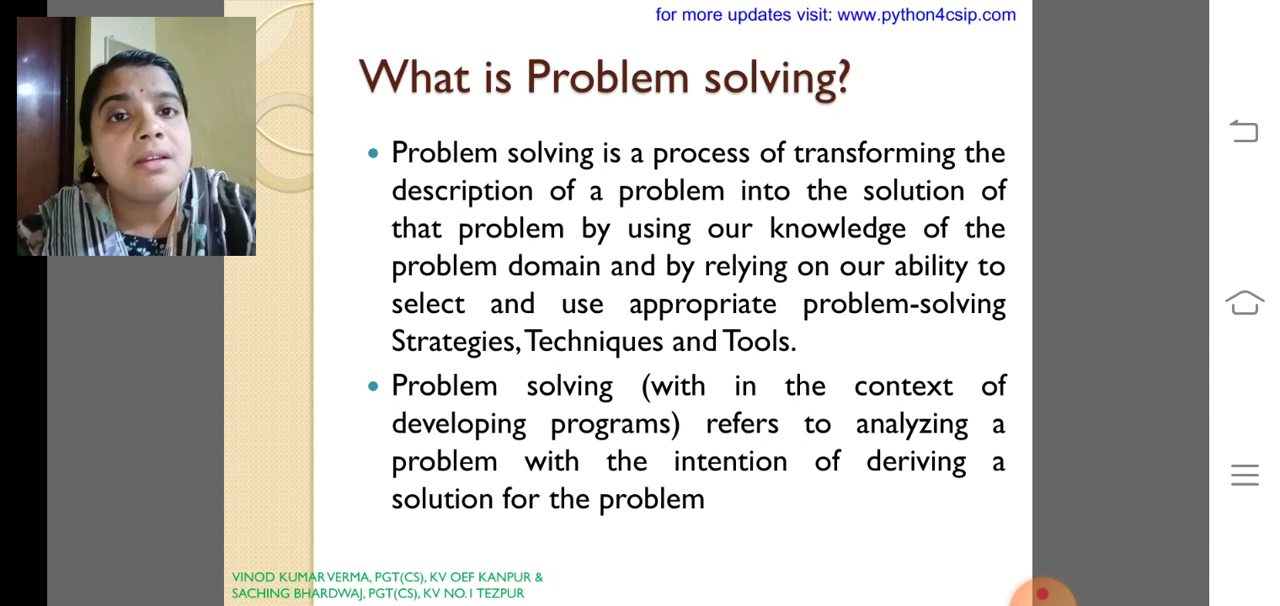 for more updates visit: www.python4csip.com
What is Problem solving?
• Problem solving is a process of transforming the
description of a problem into the solution of
that problem by using our knowledge of the
problem domain and by relying on our ability to
select and use appropriate problem-solving
Strategies, Techniques and Tools.
• Problem solving (with in the context of
developing programs) refers to analyzing a
problem with the intention of deriving a
solution for the problem
VINOD KUMAR VERMA, PGT(CS), KV OEF KANPUR &
SACHING BHARDWAJ, PGT(CS), KV NO.1 TEZPUR